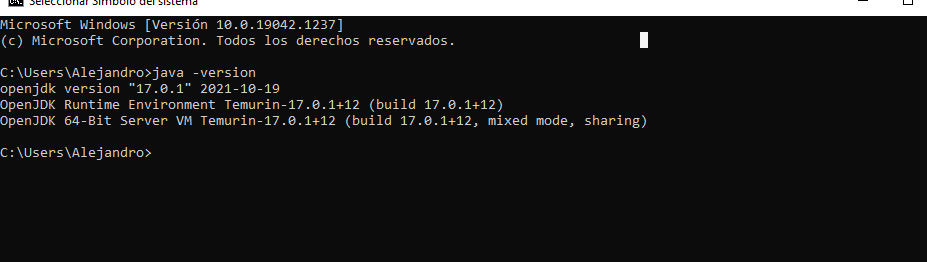 Seleccionar Símbolo del sistema
Microsoft Windows [Versión 10.0.19042.1237]
(c) Microsoft Corporation. Todos los derechos reservados.
C:\Users\Alejandro>java -version
openjdk version "17.0.1" 2021-10-19
OpenJDK Runtime Environment Temurin-17.0.1+12 (build 17.0.1+12)
OpenJDK 64-Bit Server VM Temurin-17.0.1+12 (build 17.0.1+12, mixed mode, sharing)
C:\Users\Alejandro>